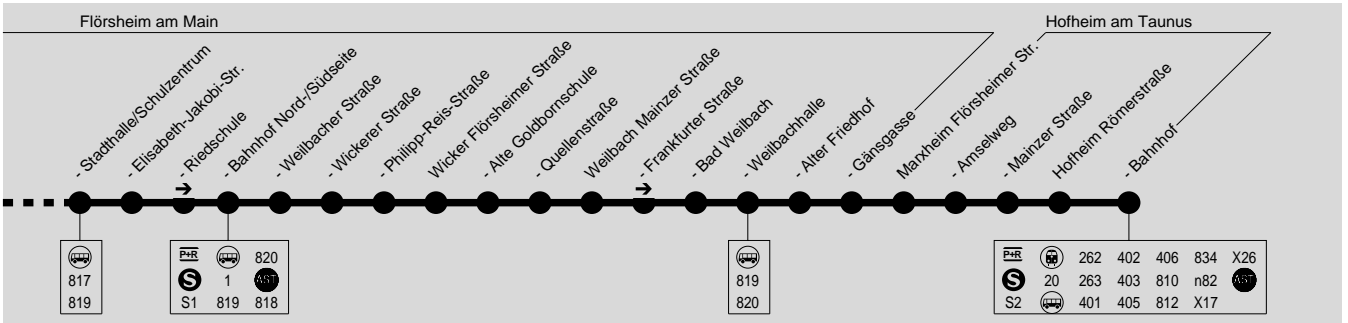 Flörsheim am Main
Hofheim am Taunus
- Stadthalle/Schulzentrum
- Elisabeth-Jakobi-Str.
- Riedschule
- Bahnhof Nord-/Südseite
- Weilbacher Straße
- Wickerer Straße
- Philipp-Reis-Straße
Wicker Flörsheimer Straße
- Alte Goldbornschule
- Quellenstraße
Weilbach Mainzer Straße
- Frankfurter Straße
- Bad Weilbach
- Weilbachhalle
- Alter Friedhof
- Gänsgasse
Marxheim Flörsheimer Str.
- Amselweg
- Mainzer Straße
Hofheim Römerstraße
- Bahnhof
817
819
P+R 820
S 1 AST
S1 819 818
819
820
P+R 262 402 406 834 X26
S 20 263 403 810 n82 AST
S2 401 405 812 X17